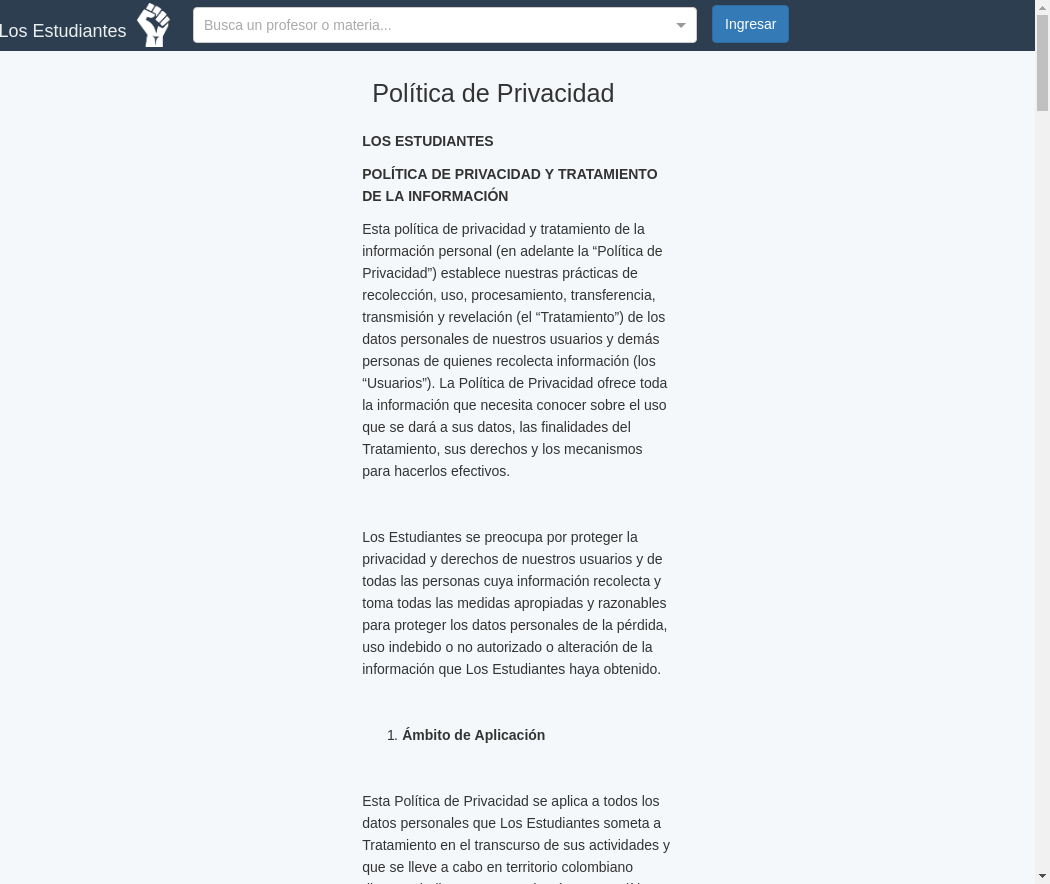 Los Estudiantes
Busca un profesor o materia...
Ingresar
Política de Privacidad
LOS ESTUDIANTES
POLÍTICA DE PRIVACIDAD Y TRATAMIENTO
DE LA INFORMACIÓN
Esta política de privacidad y tratamiento de la
información personal (en adelante la “Política de
Privacidad”) establece nuestras prácticas de
recolección, uso, procesamiento, transferencia,
transmisión y revelación (el “Tratamiento”) de los
datos personales de nuestros usuarios y demás
personas de quienes recolecta información (los
“Usuarios”). La Política de Privacidad ofrece toda
la información que necesita conocer sobre el uso
que se dará a sus datos, las finalidades del
Tratamiento, sus derechos y los mecanismos
para hacerlos efectivos.
Los Estudiantes se preocupa por proteger la
privacidad y derechos de nuestros usuarios y de
todas las personas cuya información recolecta y
toma todas las medidas apropiadas y razonables
para proteger los datos personales de la pérdida,
uso indebido o no autorizado o alteración de la
información que Los Estudiantes haya obtenido.
1. Ámbito de Aplicación
Esta Política de Privacidad se aplica a todos los
datos personales que Los Estudiantes someta a
Tratamiento en el transcurso de sus actividades y
que se lleve a cabo en territorio colombiano